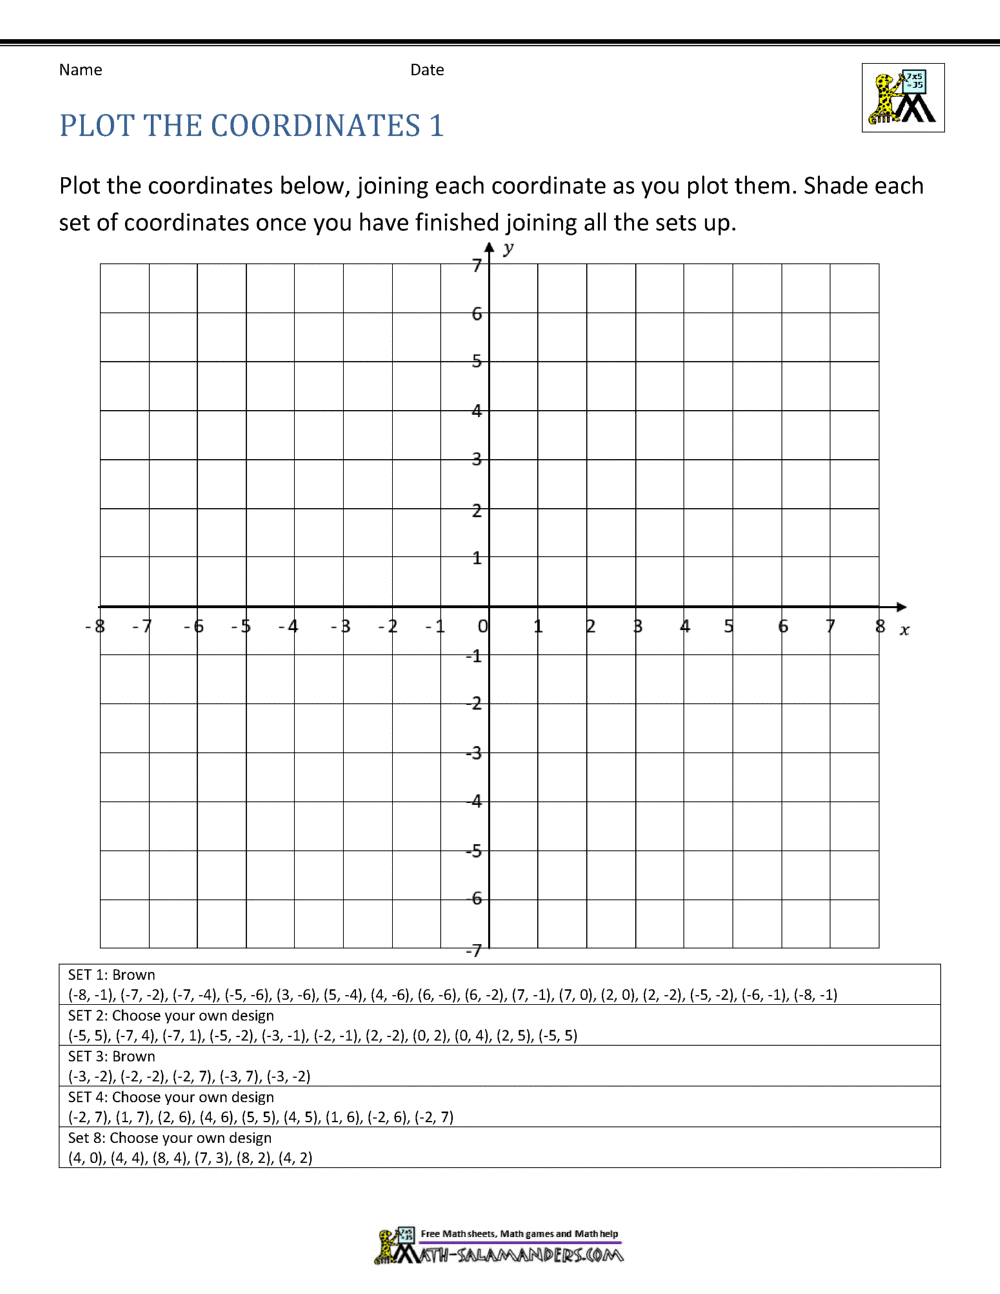 Name Date
7x5
=35
PLOT THE COORDINATES 1
Plot the coordinates below, joining each coordinate as you plot them. Shade each
set of coordinates once you have finished joining all the sets up.
y
7
6
5
4
3
2
1
-8 -7 -6 -5 -4 -3 -2 -1 0 1 2 3 4 5 6 7 8 x
-1
-2
-3
-4
-5
-6
-7
SET 1: Brown
(-8, -1), (-7, -2), (-7, -4), (-5, -6), (3, -6), (5, -4), (4, -6), (6, -6), (6, -2), (7, -1), (7, 0), (2, 0), (2, -2), (-5, -2), (-6, -1), (-8, -1)
SET 2: Choose your own design
(-5, 5), (-7, 4), (-7, 1), (-5, -2), (-3, -1), (-2, -1), (2, -2), (0, 2), (0, 4), (2, 5), (-5, 5)
SET 3: Brown
(-3, -2), (-2, -2), (-2, 7), (-3, 7), (-3, -2)
SET 4: Choose your own design
(-2, 7), (1, 7), (2, 6), (4, 6), (5, 5), (4, 5), (1, 6), (-2, 6), (-2, 7)
Set 8: Choose your own design
(4, 0), (4, 4), (8, 4), (7, 3), (8, 2), (4, 2)
7x5
=35
Free Math sheets, Math games and Math help
MATH-SALAMANDERS.COM